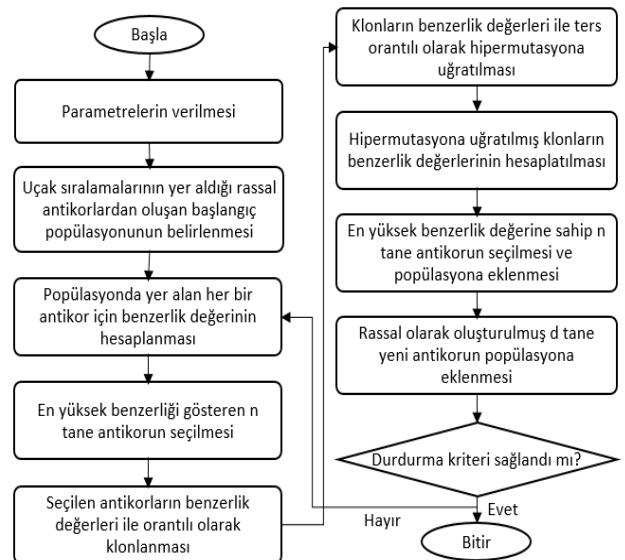 Başla
Parametrelerin verilmesi
Uçak sıralamalarının yer aldığı rassal
antikorlardan oluşan başlangıç
popülasyonunun belirlenmesi
Popülasyonda yer alan her bir
antikor için benzerlik değerinin
hesaplanması
En yüksek benzerliği gösteren n
tane antikorun seçilmesi
Seçilen antikorların benzerlik
değerleri ile orantılı olarak
klonlanması
Klonların benzerlik değerleri ile ters
orantılı olarak hipermutasyona
uğratılması
Hipermutasyona uğratılmış klonların
benzerlik değerlerinin hesaplatılması
En yüksek benzerlik değerine sahip n
tane antikorun seçilmesi ve
popülasyona eklenmesi
Rassal olarak oluşturulmuş d tane
yeni antikorun popülasyona
eklenmesi
Durdurma kriteri sağlandı mı?
Hayır
Evet
Bitir